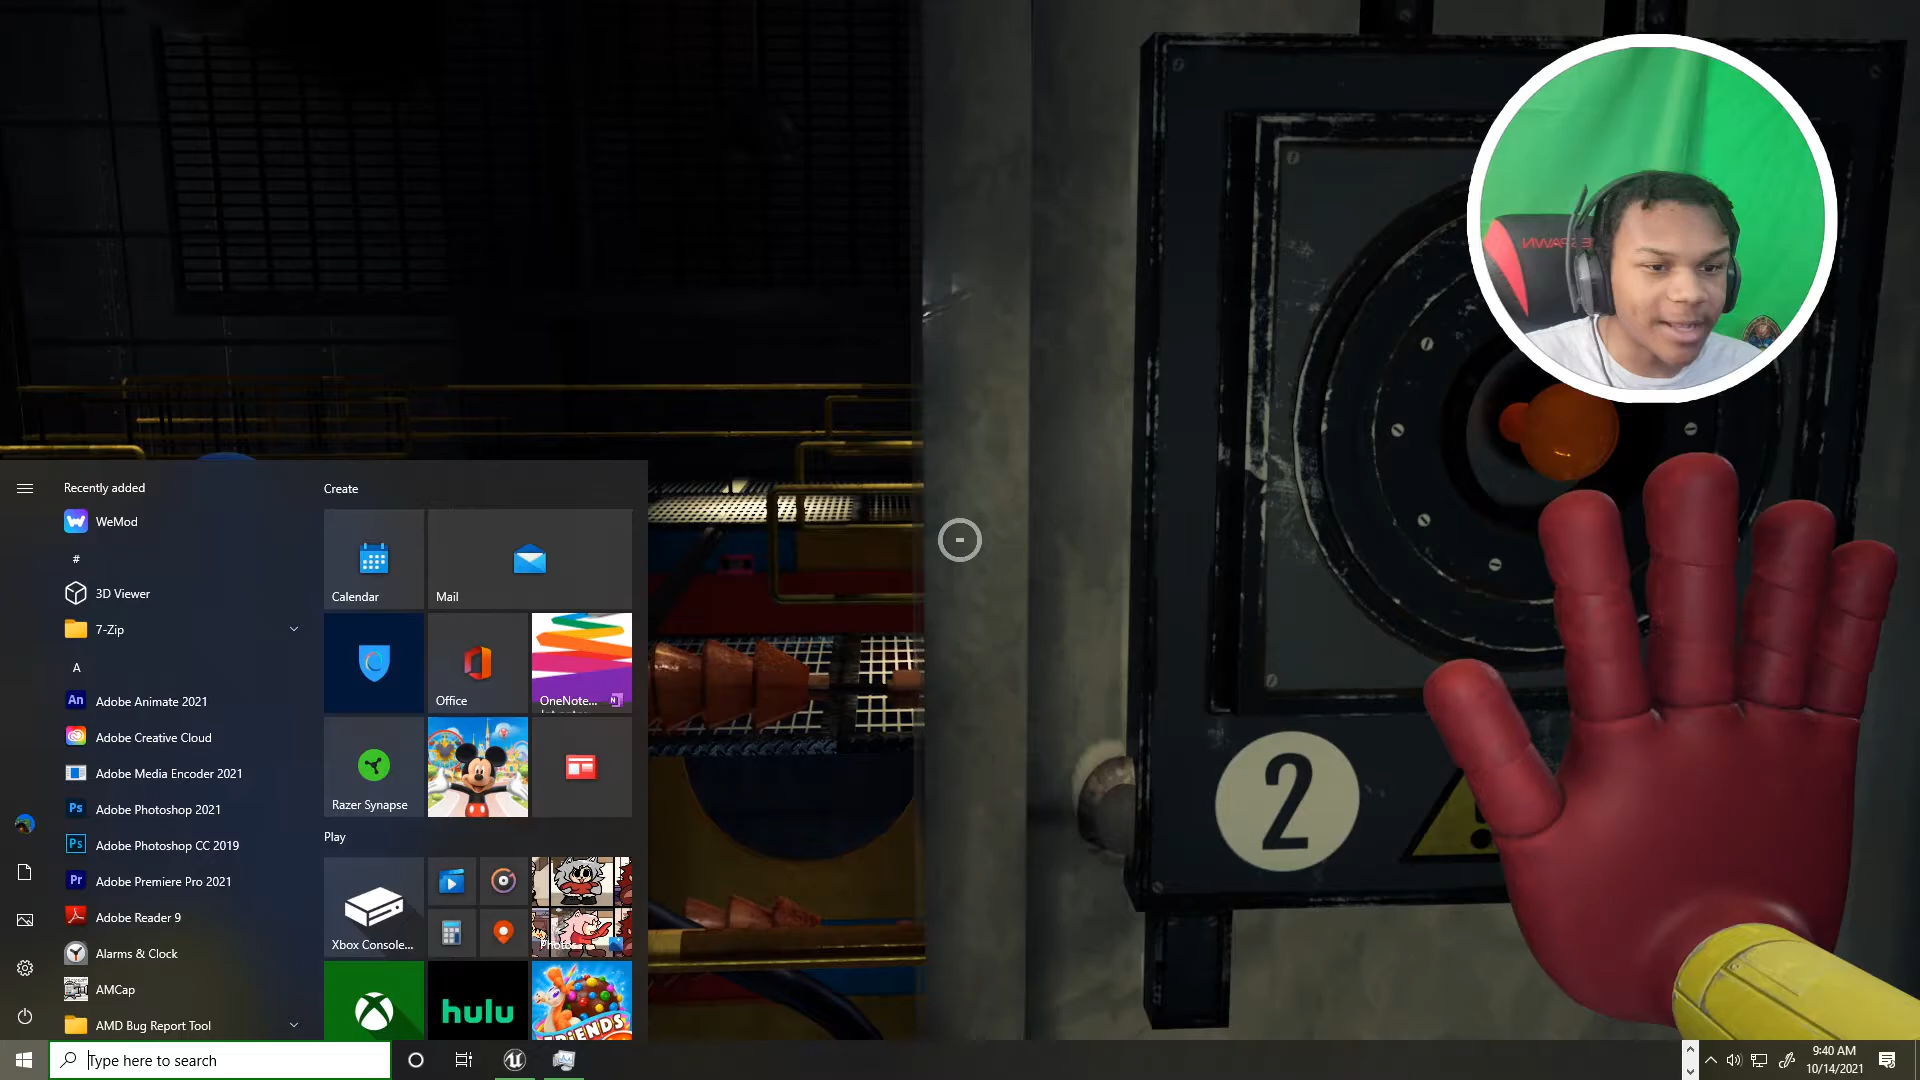 Recently added
WeMod
#
3D Viewer
7-Zip
A
An
Adobe Animate 2021
Adobe Creative Cloud
Adobe Media Encoder 2021
Ps
Adobe Photoshop 2021
Ps
Adobe Photoshop CC 2019
Pr
Adobe Premiere Pro 2021
Adobe Reader 9
Alarms & Clock
AMCap
AMD Bug Report Tool
Create
Calendar
Mail
Office
OneNote...
Razer Synapse
Play
Xbox Console...
Photos
hulu
FRIENDS
Type here to search
2
9:40 AM
10/14/2021